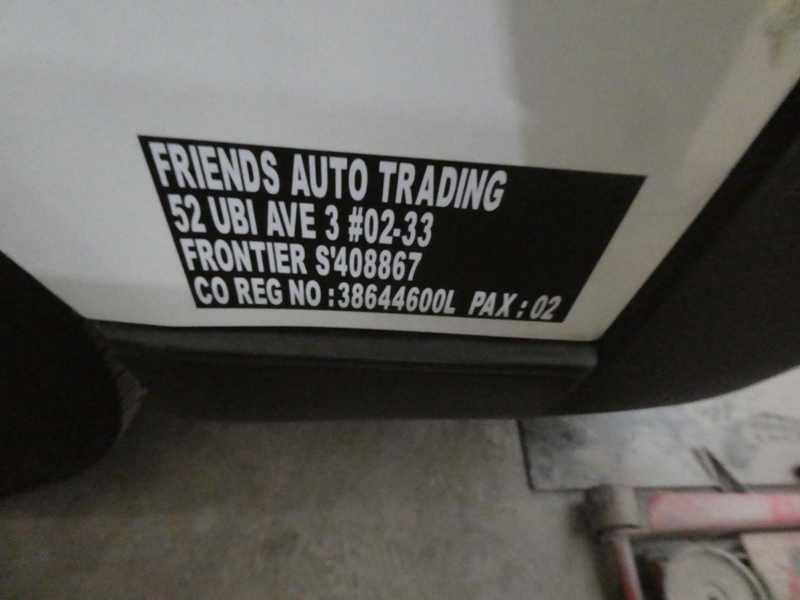 FRIENDS AUTO TRADING
52 UBI AVE 3 #02-33
FRONTIER S'408867
CO REG NO : 38644600L PAX : 02